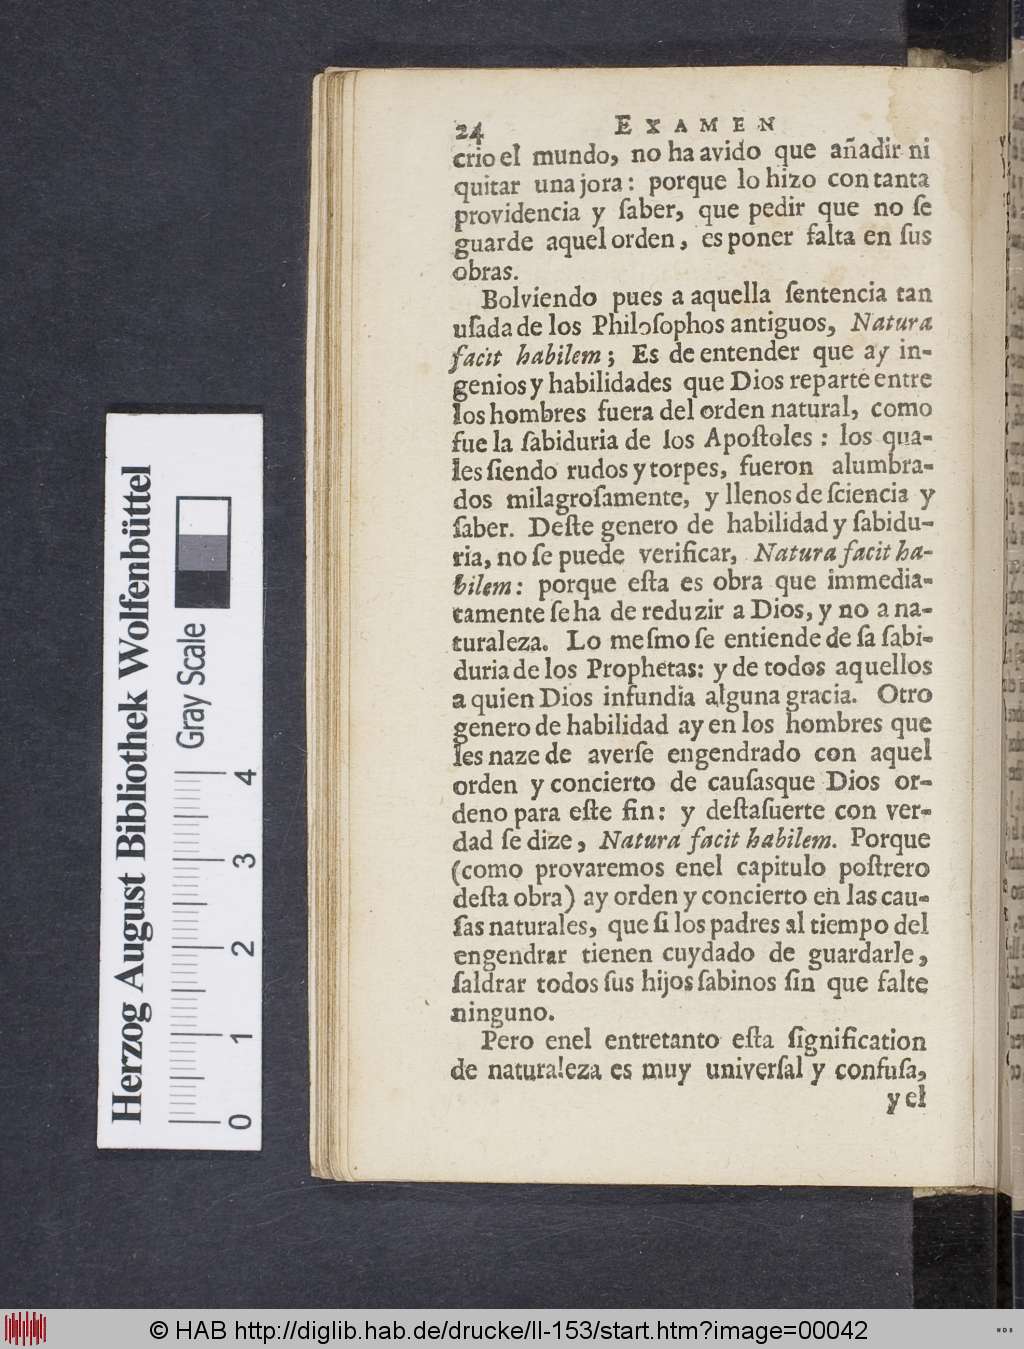 24 EXAMEN
crio el mundo, no ha avido que añadir ni
quitar una jora: porque lo hizo con tanta
providencia y ſaber, que pedir que no ſe
guarde aquel orden, es poner falta en ſus
obras.
Bolviendo pues a aquella ſentencia tan
uſada de los Philoſophos antiguos, Natura
facit habilem; Es de entender que ay in-
genios y habilidades que Dios reparte entre
los hombres fuera del orden natural, como
fue la ſabiduria de los Apoſtoles: los qua-
les ſiendo rudos y torpes, fueron alumbra-
dos milagroſamente, y llenos de ſciencia y
ſaber. Deſte genero de habilidad y ſabidu-
ria, no ſe puede verificar, Natura facit ha-
bilem: porque eſta es obra que immedia-
tamente ſe ha de reduzir a Dios, y no a na-
turaleza. Lo meſmo ſe entiende de ſa ſabi-
duria de los Prophetas: y de todos aquellos
a quien Dios infundia alguna gracia. Otro
genero de habilidad ay en los hombres que
les naze de averſe engendrado con aquel
orden y concierto de cauſasque Dios or-
deno para eſte fin: y deſtaſuerte con ver-
dad ſe dize, Natura facit habilem. Porque
(como provaremos enel capitulo poſtrero
deſta obra) ay orden y concierto en las cau-
ſas naturales, que ſi los padres al tiempo del
engendrar tienen cuydado de guardarle,
ſaldrar todos ſus hijos ſabinos ſin que falte
ninguno.
Pero enel entretanto eſta ſignification
de naturaleza es muy univerſal y confuſa,
y el
Herzog August Bibliothek Wolfenbüttel
Gray Scale
0 1 2 3 4
© HAB http://diglib.hab.de/drucke/ll-153/start.htm?image=00042